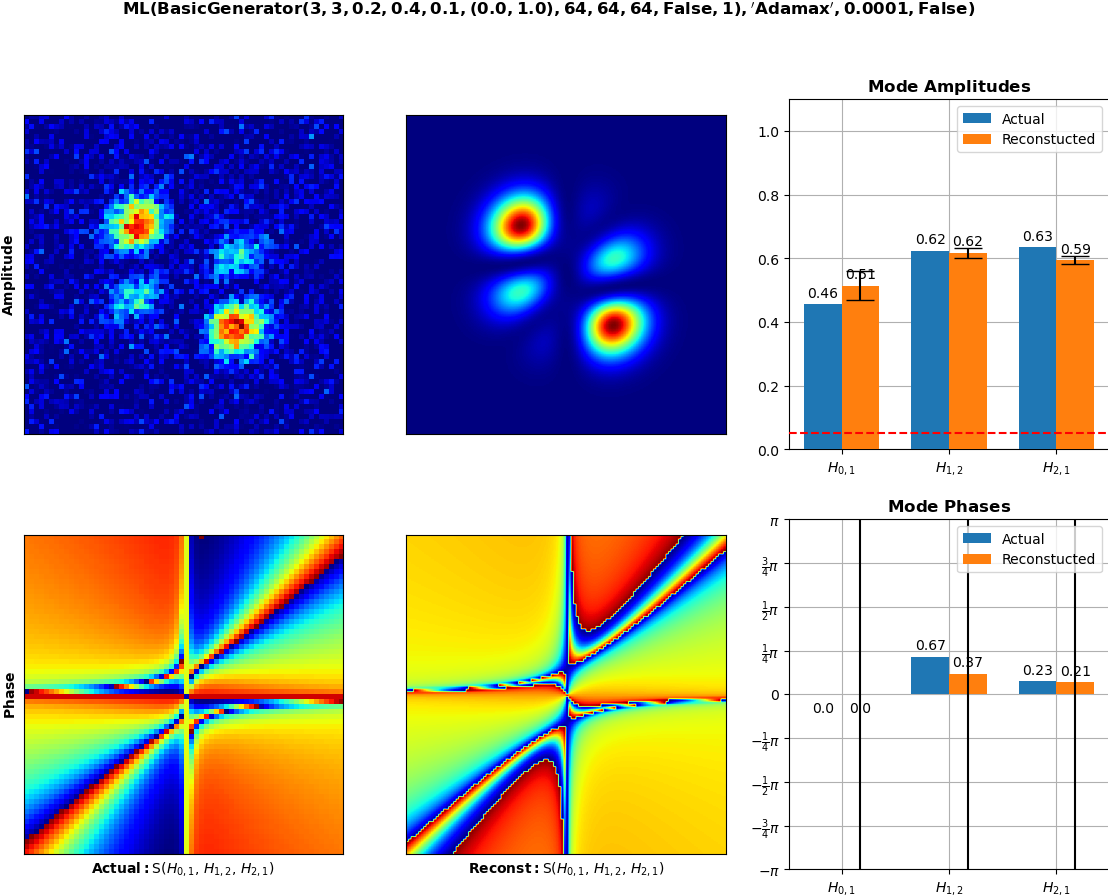 ML(BasicGenerator(3, 3, 0.2, 0.4, 0.1, (0.0, 1.0), 64, 64, 64, False, 1), ′Adamax′, 0.0001, False)
Amplitude
Mode Amplitudes
Actual
Reconstucted
1.0
0.8
0.6
0.4
0.2
0.0
0.46
0.51
0.62
0.62
0.63
0.59
H0,1
H1,2
H2,1
Phase
Actual: S(H0,1, H1,2, H2,1)
Reconst: S(H0,1, H1,2, H2,1)
Mode Phases
Actual
Reconstucted
π
3/4π
1/2π
1/4π
0
−1/4π
−1/2π
−3/4π
−π
0.0
0.0
0.67
0.37
0.23
0.21
H0,1
H1,2
H2,1